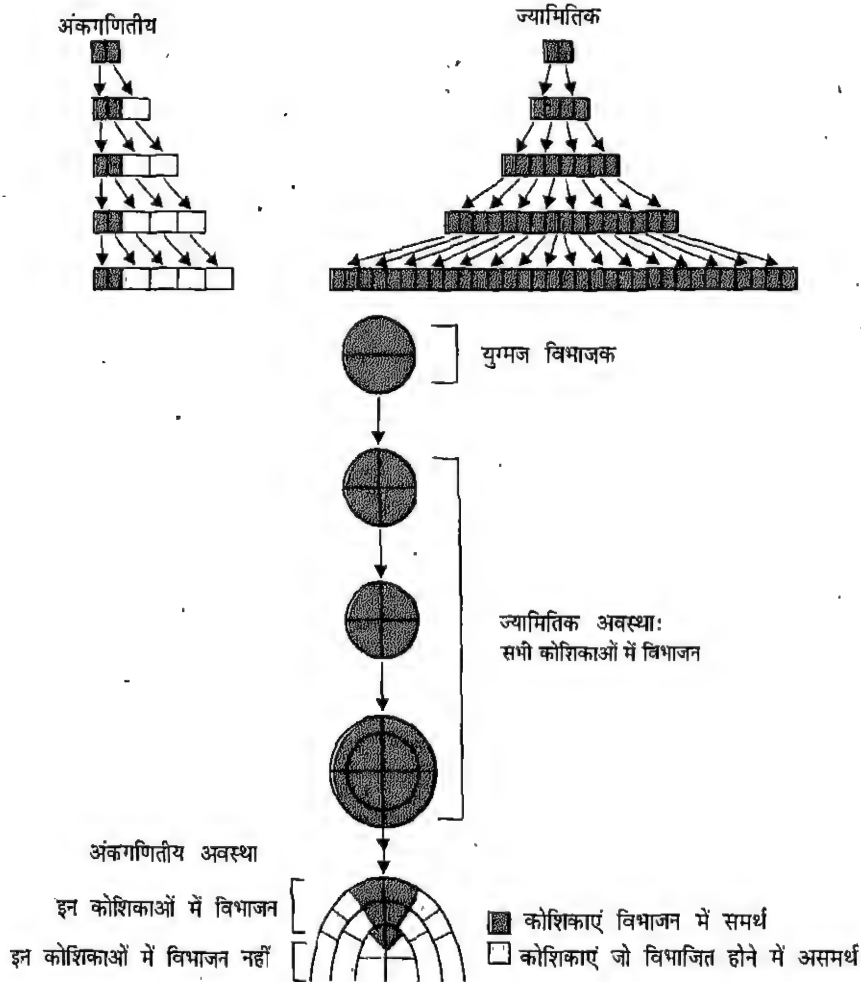 अंकगणितीय
ज्यामितिक
युग्मज विभाजक
ज्यामितिक अवस्था:
सभी कोशिकाओं में विभाजन
अंकगणितीय अवस्था
इन कोशिकाओं में विभाजन
इन कोशिकाओं में विभाजन नहीं
कोशिकाएं विभाजन में समर्थ
कोशिकाएं जो विभाजित होने में असमर्थ